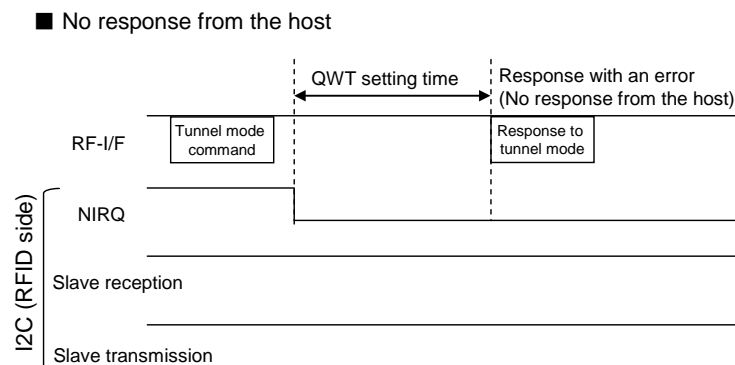 ■ No response from the host
QWT setting time
Response with an error
(No response from the host)
RF-I/F
Tunnel mode
command
Response to
tunnel mode
I2C (RFID side)
NIRQ
Slave reception
Slave transmission